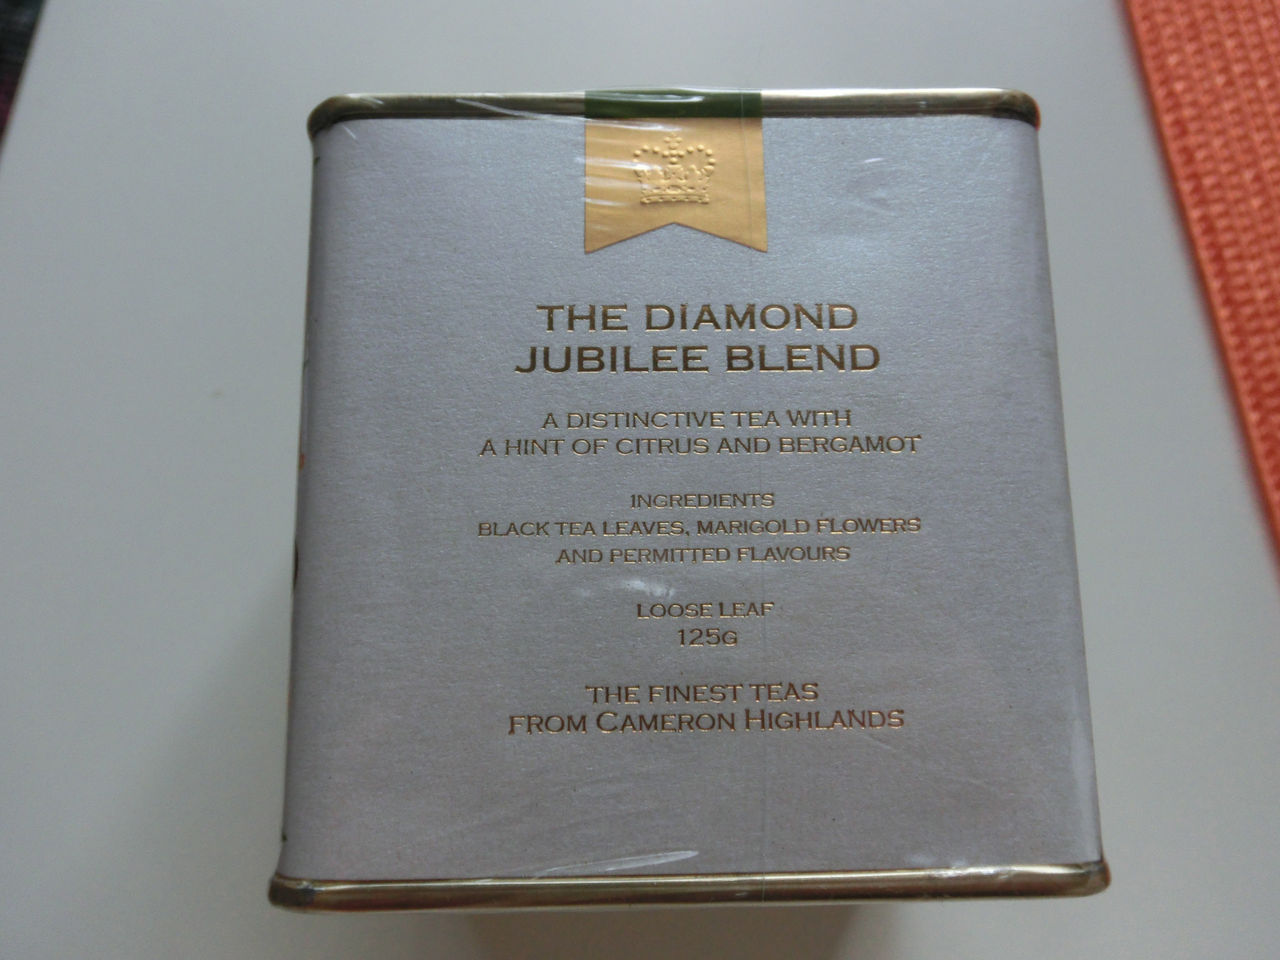 THE DIAMOND
JUBILEE BLEND
A DISTINCTIVE TEA WITH
A HINT OF CITRUS AND BERGAMOT
INGREDIENTS
BLACK TEA LEAVES, MARIGOLD FLOWERS
AND PERMITTED FLAVOURS
LOOSE LEAF
125G
THE FINEST TEAS
FROM CAMERON HIGHLANDS